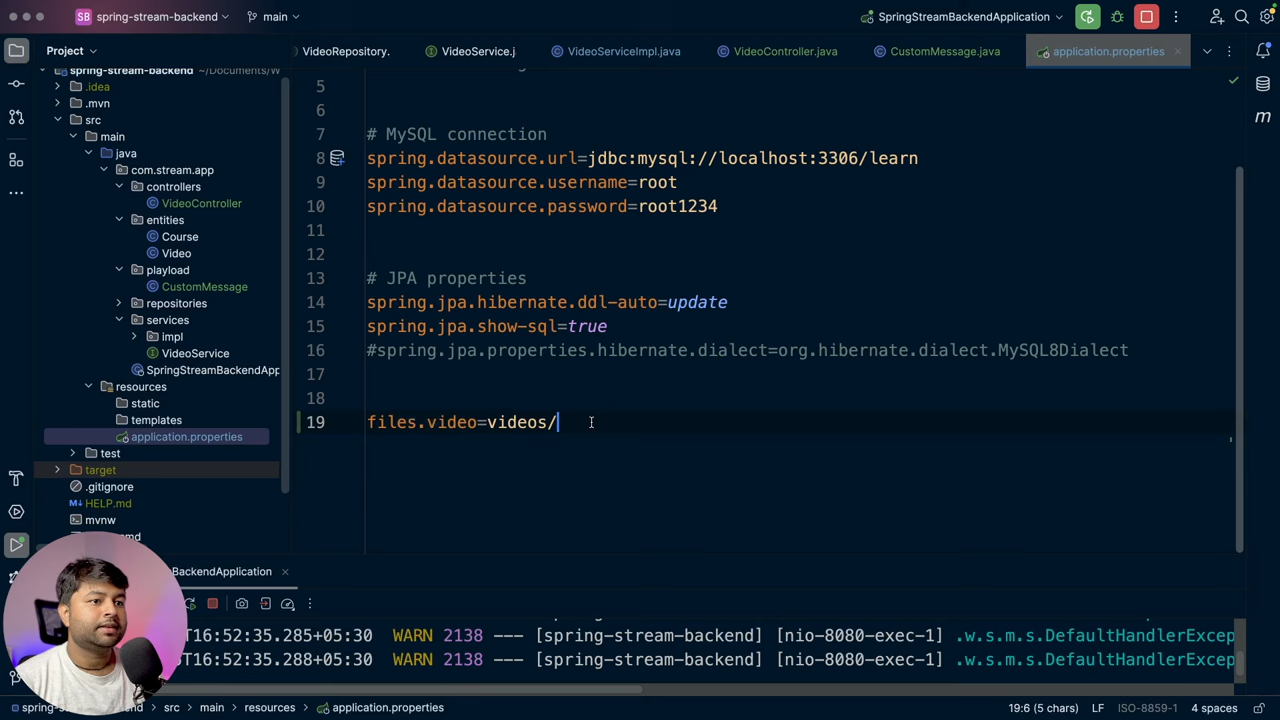 SB spring-stream-backend main SpringStreamBackendApplication
Project
VideoRepository. VideoService.j VideoServiceImpl.java VideoController.java CustomMessage.java application.properties
spring-stream-backend ~/Documents/W
.idea
.mvn
src
main
java
com.stream.app
controllers
VideoController
entities
Course
Video
playload
CustomMessage
repositories
services
impl
VideoService
SpringStreamBackendApp
resources
static
templates
application.properties
test
target
.gitignore
HELP.md
mvnw
5
6
7 # MySQL connection
8 spring.datasource.url=jdbc:mysql://localhost:3306/learn
9 spring.datasource.username=root
10 spring.datasource.password=root1234
11
12
13 # JPA properties
14 spring.jpa.hibernate.ddl-auto=update
15 spring.jpa.show-sql=true
16 #spring.jpa.properties.hibernate.dialect=org.hibernate.dialect.MySQL8Dialect
17
18
19 files.video=videos/
m
BackendApplication
T16:52:35.285+05:30 WARN 2138 --- [spring-stream-backend] [nio-8080-exec-1] .w.s.m.s.DefaultHandlerExcep
T16:52:35.288+05:30 WARN 2138 --- [spring-stream-backend] [nio-8080-exec-1] .w.s.m.s.DefaultHandlerExcep
spring-stream-backend src main resources application.properties 19:6 (5 chars) LF ISO-8859-1 4 spaces